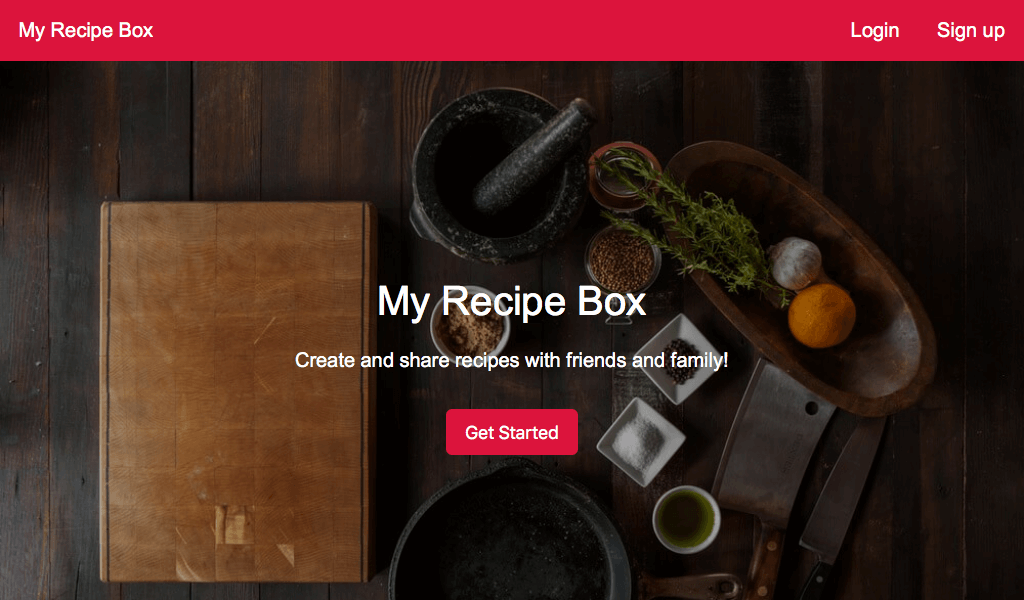 My Recipe Box
Login
Sign up
My Recipe Box
Create and share recipes with friends and family!
Get Started